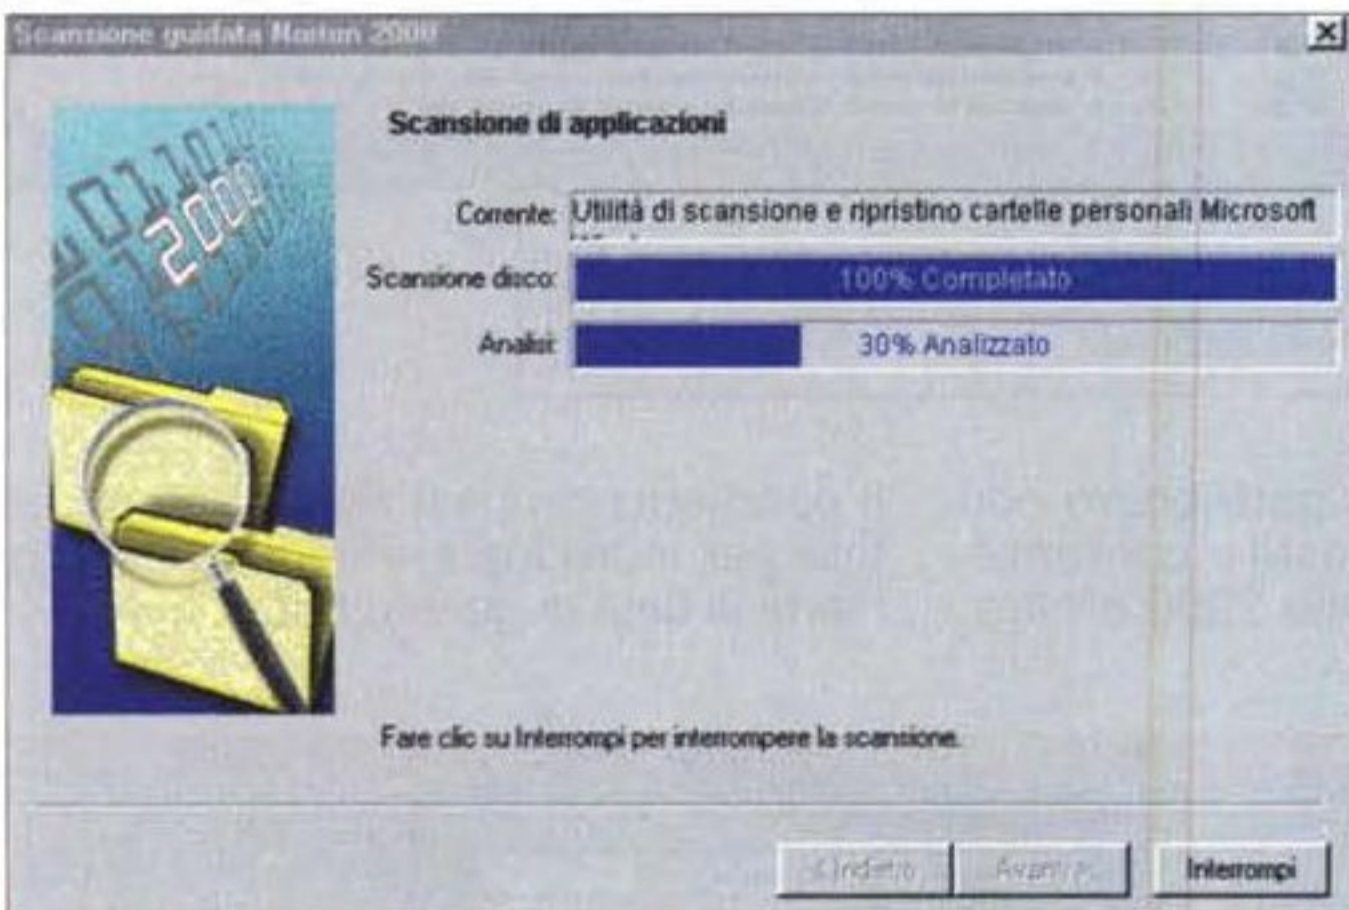 Scansione guidata Norton 2000
Scansione di applicazioni
Corrente: Utilità di scansione e ripristino cartelle personali Microsoft
Scansione disco: 100% Completato
Analisi: 30% Analizzato
Fare clic su Interrompi per interrompere la scansione.
< Indietro Avanti > Interrompi
2000